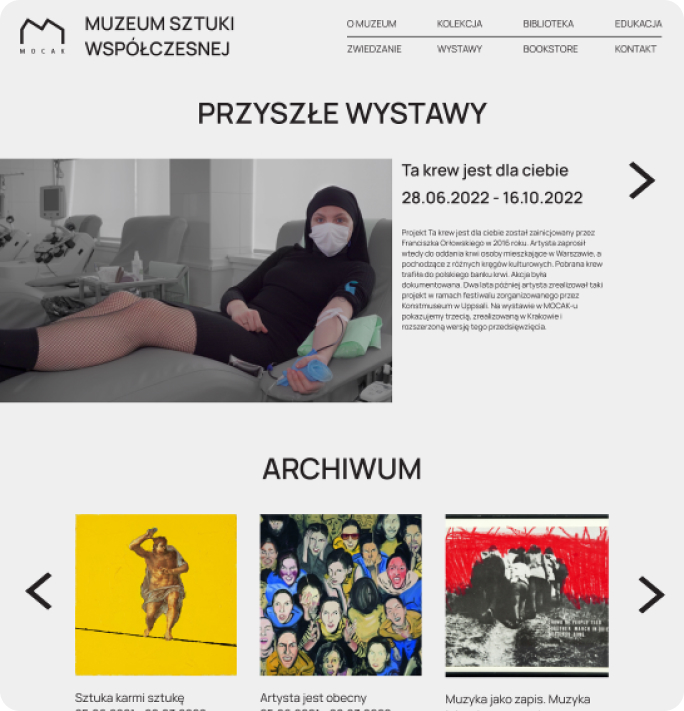 MUZEUM SZTUKI
WSPÓŁCZESNEJ
MOCAK
O MUZEUM KOLEKCJA BIBLIOTEKA EDUKACJA
ZWIEDZANIE WYSTAWY BOOKSTORE KONTAKT
PRZYSZŁE WYSTAWY
Ta krew jest dla ciebie
28.06.2022 - 16.10.2022
Projekt Ta krew jest dla ciebie został zainicjowany przez
Franciszka Orłowskiego w 2016 roku. Artysta zaprosił
wtedy do oddania krwi osoby mieszkające w Warszawie, a
pochodzące z różnych kręgów kulturowych. Pobrana krew
trafiła do polskiego banku krwi. Akcja była
dokumentowana. Dwa lata później artysta zrealizował taki
projekt w ramach festiwalu zorganizowanego przez
Konstmuseum w Uppsali. Na wystawie w MOCAK-u
pokazujemy trzecią, zrealizowaną w Krakowie i
rozszerzoną wersję tego przedsięwzięcia.
ARCHIWUM
Sztuka karmi sztukę
Artysta jest obecny
Muzyka jako zapis. Muzyka